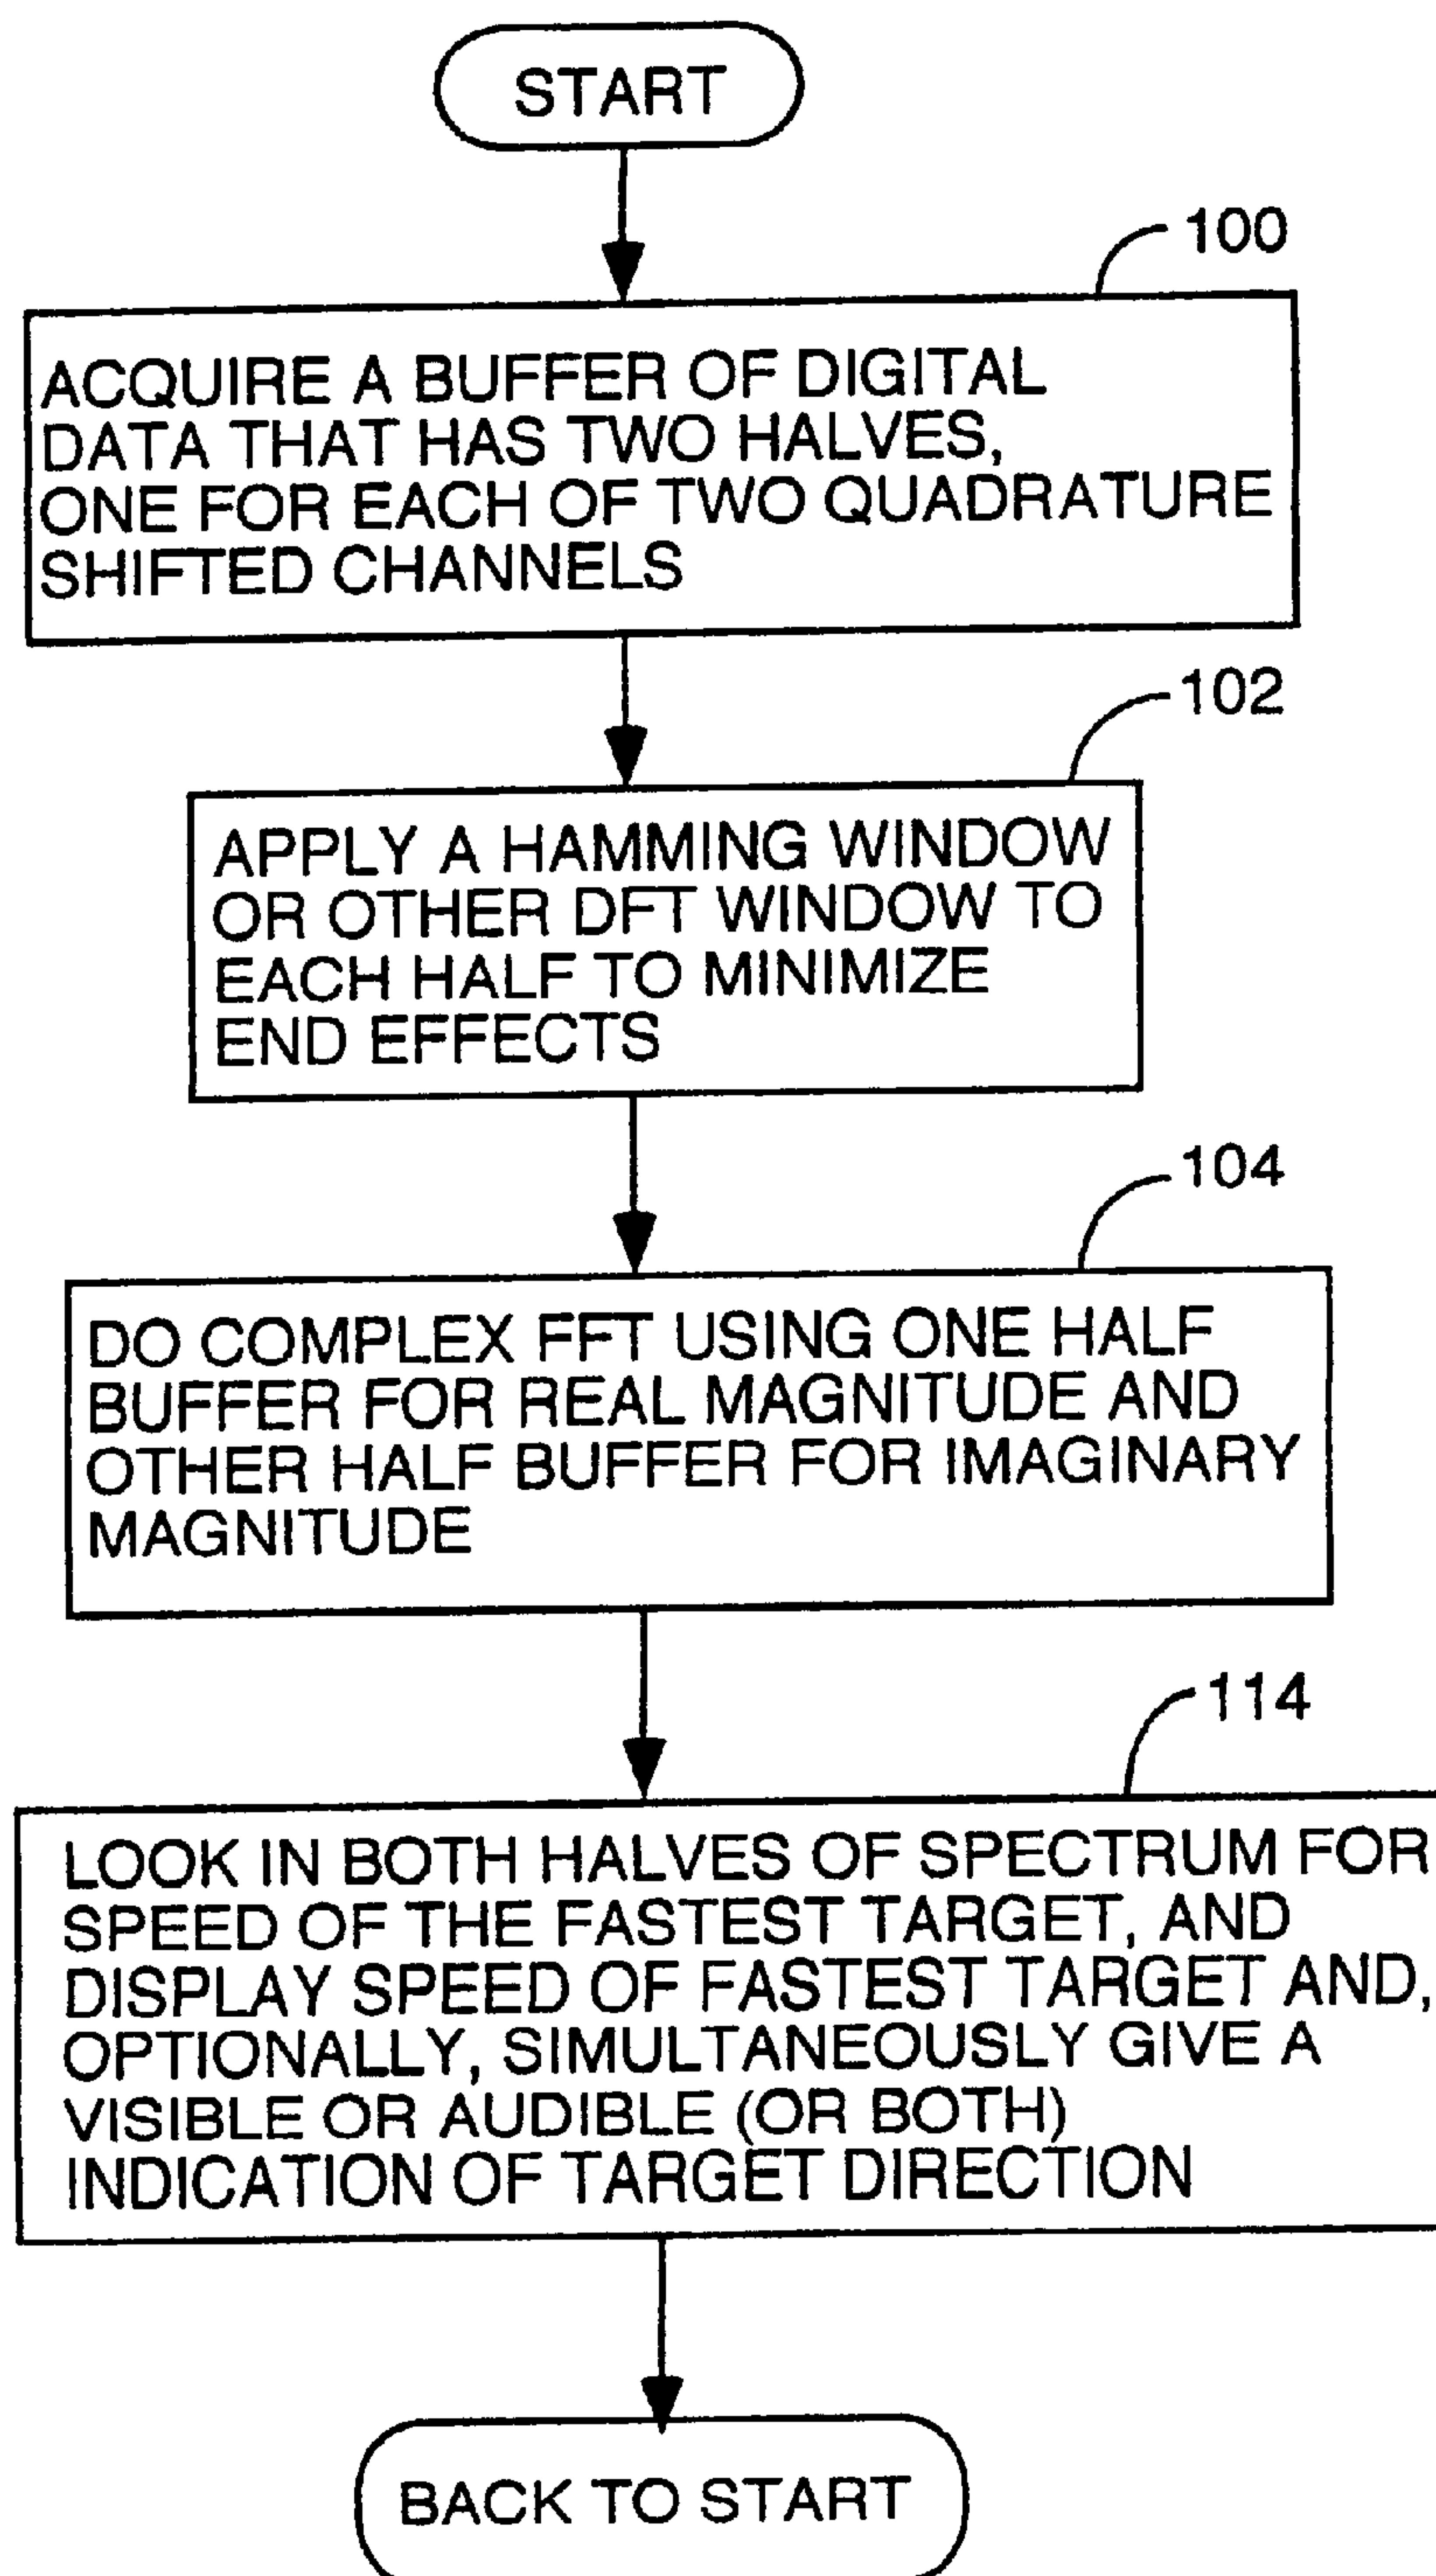 START
100
ACQUIRE A BUFFER OF DIGITAL
DATA THAT HAS TWO HALVES,
ONE FOR EACH OF TWO QUADRATURE
SHIFTED CHANNELS
102
APPLY A HAMMING WINDOW
OR OTHER DFT WINDOW TO
EACH HALF TO MINIMIZE
END EFFECTS
104
DO COMPLEX FFT USING ONE HALF
BUFFER FOR REAL MAGNITUDE AND
OTHER HALF BUFFER FOR IMAGINARY
MAGNITUDE
114
LOOK IN BOTH HALVES OF SPECTRUM FOR
SPEED OF THE FASTEST TARGET, AND
DISPLAY SPEED OF FASTEST TARGET AND,
OPTIONALLY, SIMULTANEOUSLY GIVE A
VISIBLE OR AUDIBLE (OR BOTH)
INDICATION OF TARGET DIRECTION
BACK TO START